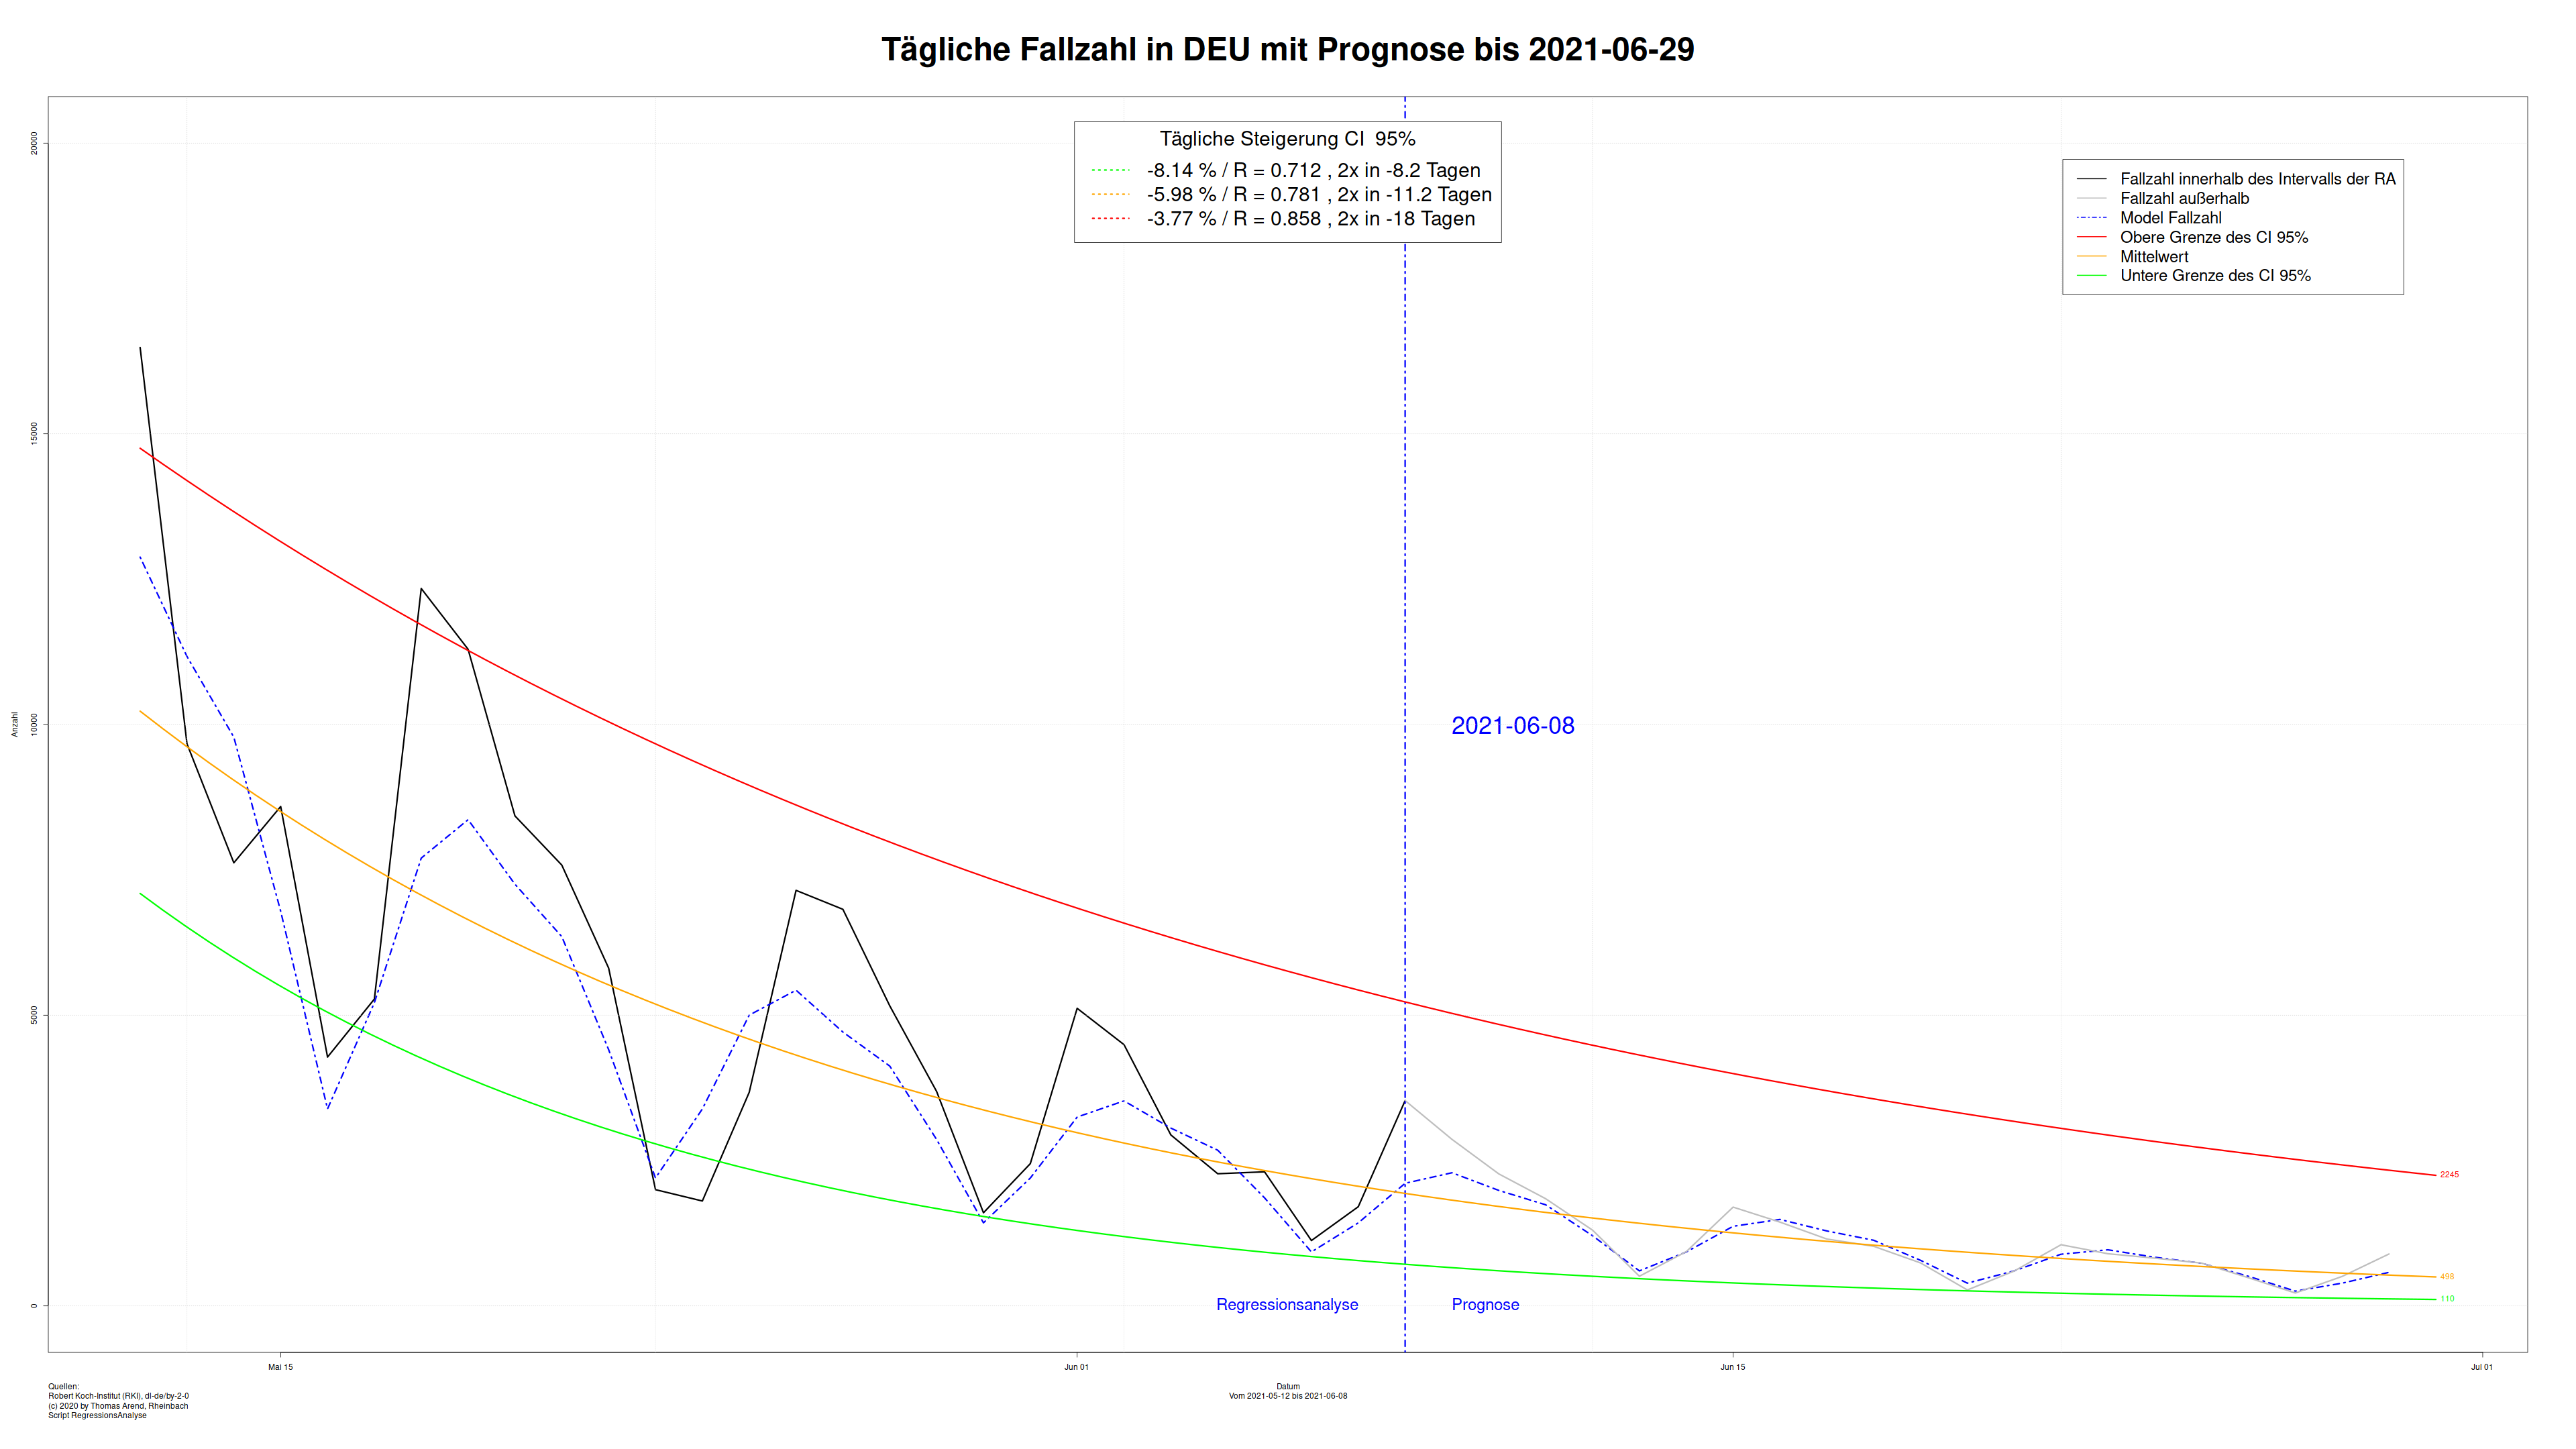 Tägliche Fallzahl in DEU mit Prognose bis 2021-06-29
Tägliche Steigerung CI 95%
-8.14 % / R = 0.712 , 2x in -8.2 Tagen
-5.98 % / R = 0.781 , 2x in -11.2 Tagen
-3.77 % / R = 0.858 , 2x in -18 Tagen
Fallzahl innerhalb des Intervalls der RA
Fallzahl außerhalb
Model Fallzahl
Obere Grenze des CI 95%
Mittelwert
Untere Grenze des CI 95%
20000
15000
10000
5000
0
Anzahl
2021-06-08
2245
498
110
Regressionsanalyse
Prognose
Mai 15
Jun 01
Jun 15
Jul 01
Datum
Vom 2021-05-12 bis 2021-06-08
Quellen:
Robert Koch-Institut (RKI), dl-de/by-2-0
(c) 2020 by Thomas Arend, Rheinbach
Script RegressionsAnalyse